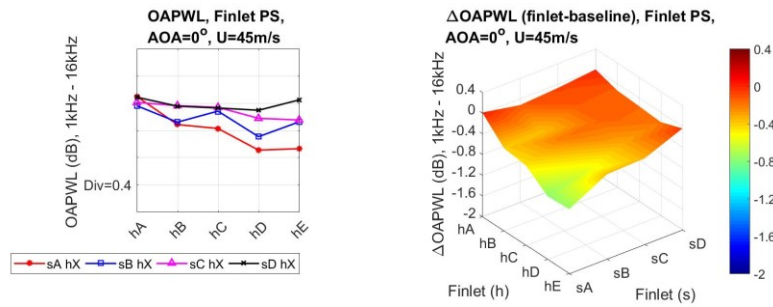 OAPWL, Finlet PS,
AOA=0°, U=45m/s
OAPWL (dB), 1kHz - 16kHz
Div=0.4
hA
hB
hC
hD
hE
sA hX
sB hX
sC hX
sD hX
ΔOAPWL (finlet-baseline), Finlet PS,
AOA=0°, U=45m/s
ΔOAPWL (dB), 1kHz - 16kHz
0.4
0
-0.4
-0.8
-1.2
-1.6
-2
hA
hB
hC
hD
hE
Finlet (h)
sA
sB
sC
sD
Finlet (s)
0.4
0
-0.4
-0.8
-1.2
-1.6
-2